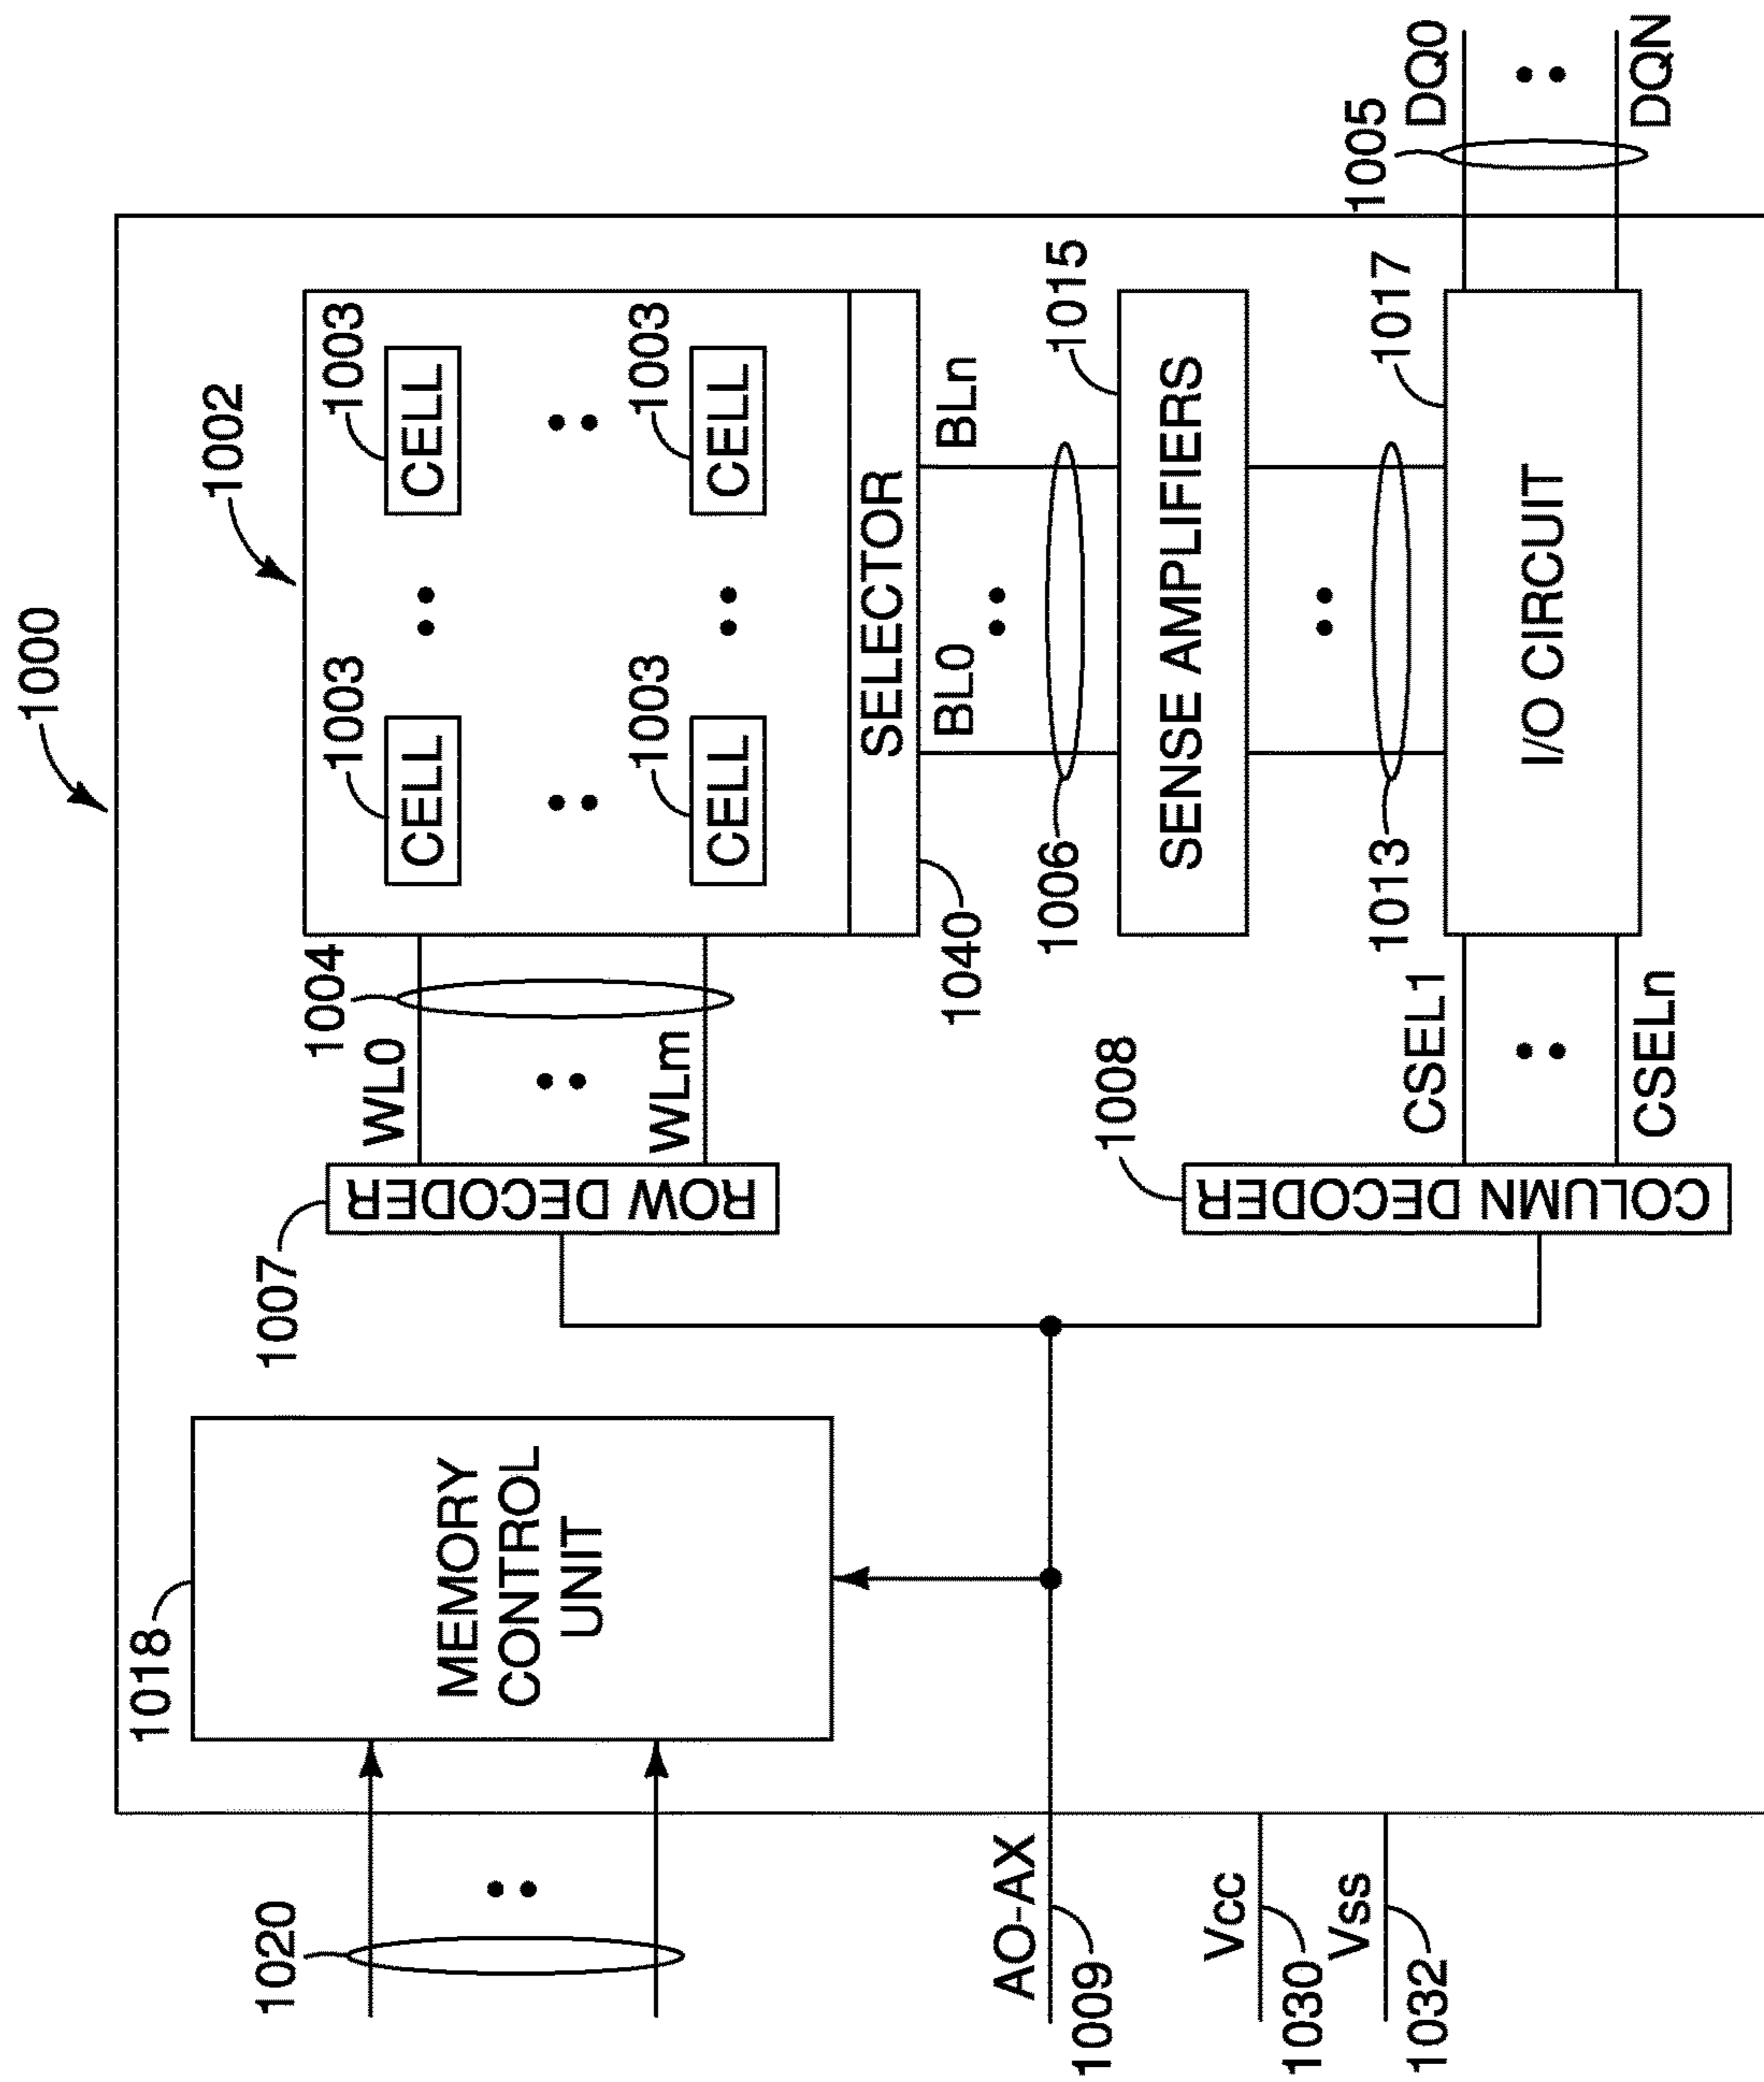 1000
1002
1018
1020
MEMORY
CONTROL
UNIT
1007
ROW DECODER
1004
WL0
WLm
1003
CELL
1003
CELL
1003
CELL
1003
CELL
SELECTOR
1040
BL0
BLn
1006
1015
SENSE AMPLIFIERS
1013
1017
I/O CIRCUIT
1008
COLUMN DECODER
CSEL1
CSELn
1005
DQ0
DQN
AO-AX
1009
Vcc
1030
Vss
1032